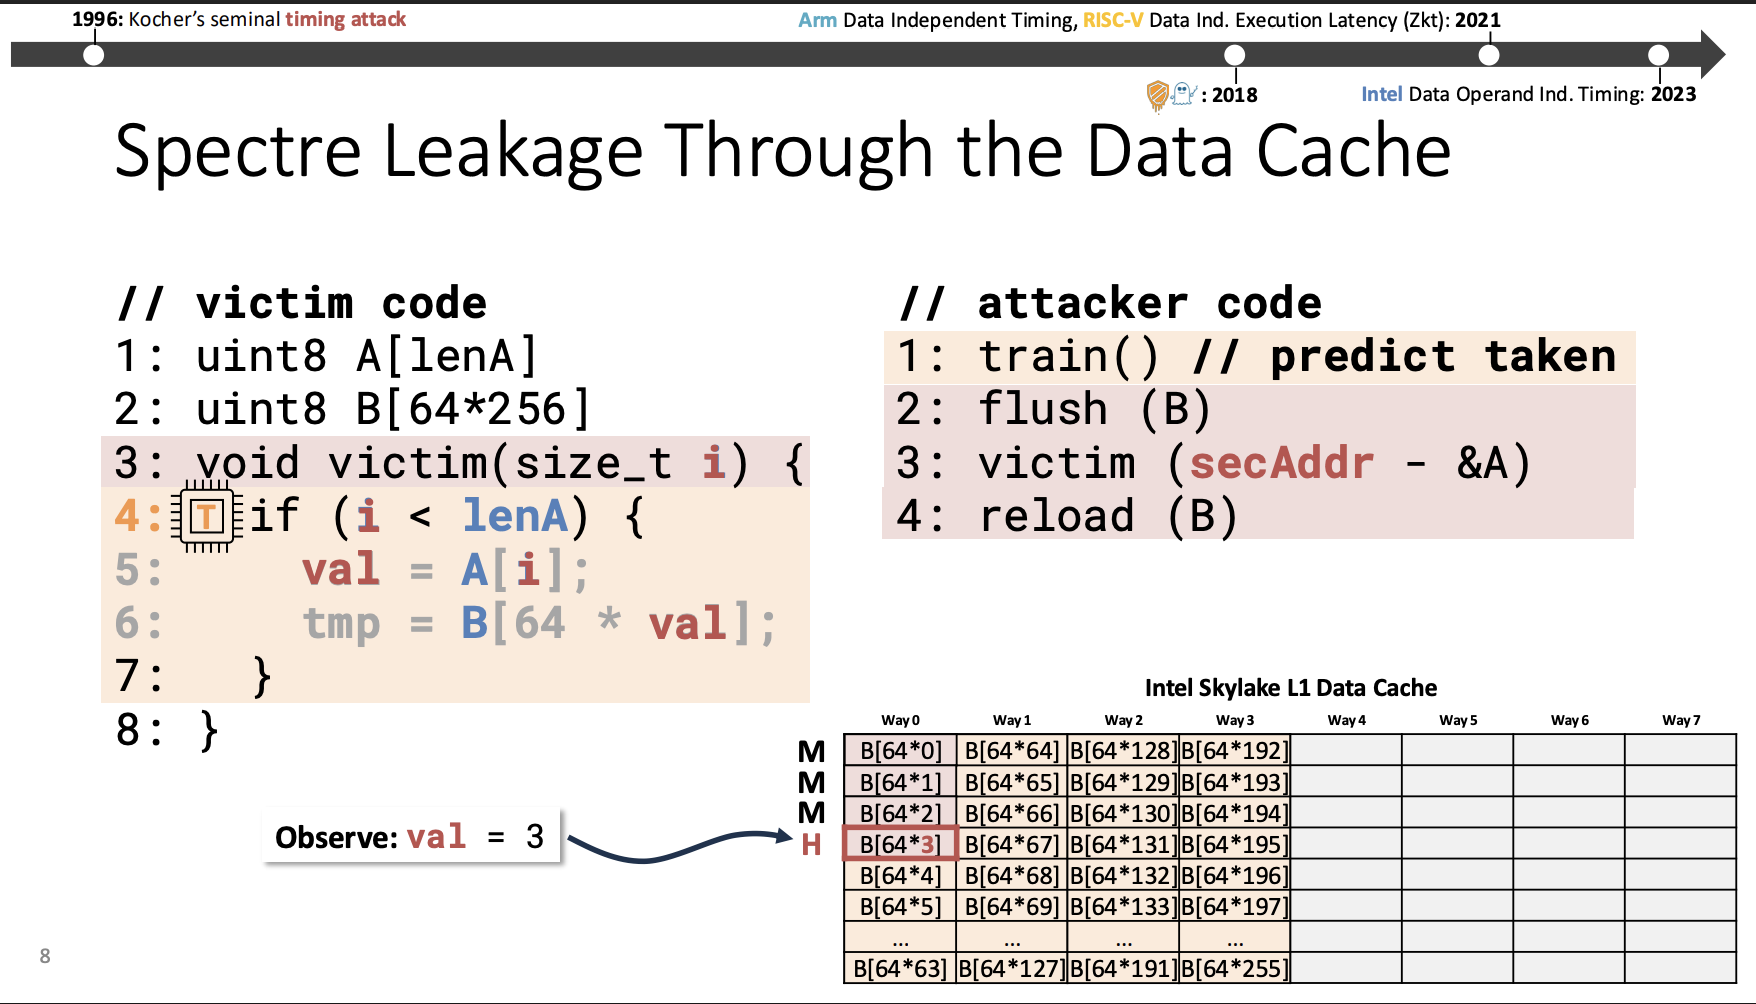 1996: Kocher's seminal timing attack
Arm Data Independent Timing, RISC-V Data Ind. Execution Latency (Zkt): 2021
: 2018
Intel Data Operand Ind. Timing: 2023
Spectre Leakage Through the Data Cache
// victim code
1: uint8 A[lenA]
2: uint8 B[64*256]
3: void victim(size_t i) {
4: T if (i < lenA) {
5: val = A[i];
6: tmp = B[64 * val];
7: }
8: }
// attacker code
1: train() // predict taken
2: flush (B)
3: victim (secAddr - &A)
4: reload (B)
Observe: val = 3
Intel Skylake L1 Data Cache
Way 0 Way 1 Way 2 Way 3 Way 4 Way 5 Way 6 Way 7
M B[64*0] B[64*64] B[64*128] B[64*192]
M B[64*1] B[64*65] B[64*129] B[64*193]
M B[64*2] B[64*66] B[64*130] B[64*194]
H B[64*3] B[64*67] B[64*131] B[64*195]
B[64*4] B[64*68] B[64*132] B[64*196]
B[64*5] B[64*69] B[64*133] B[64*197]
... ... ... ...
B[64*63] B[64*127] B[64*191] B[64*255]
8